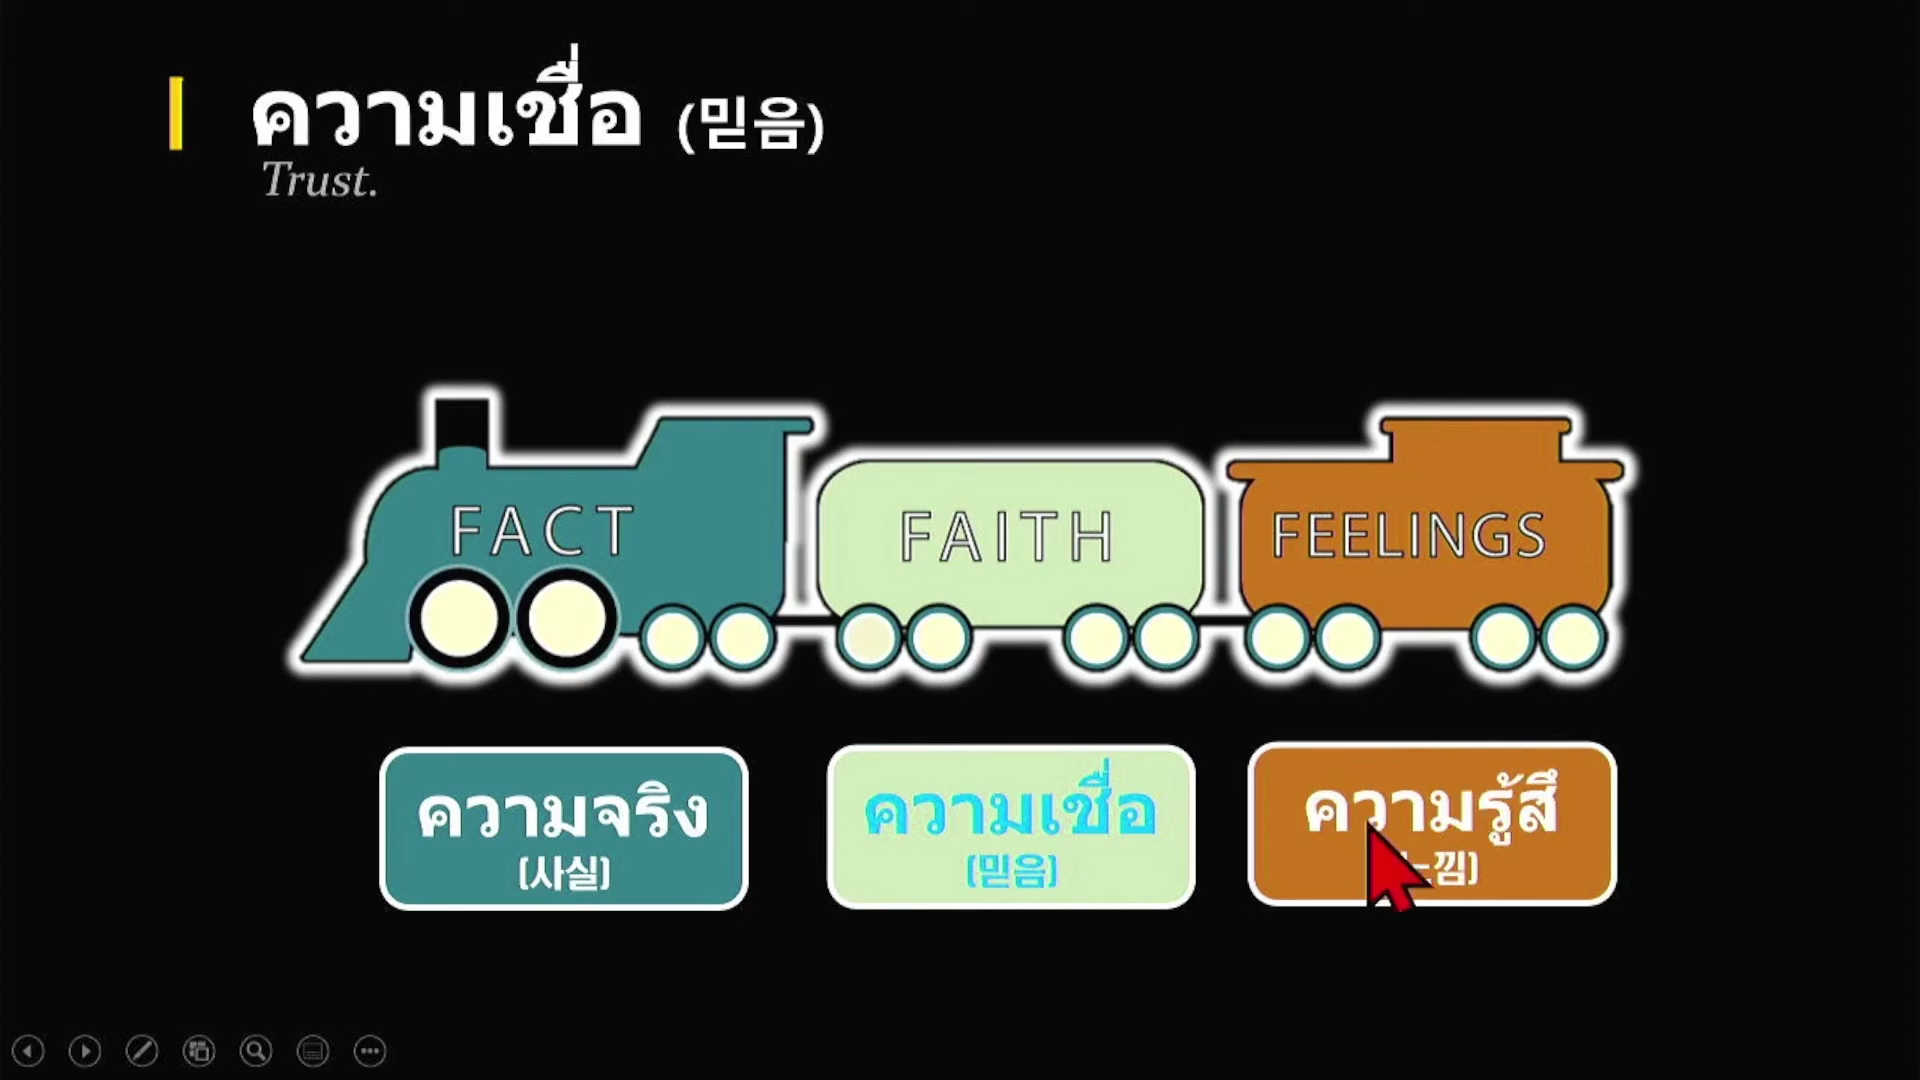 ความเชื่อ (믿음)
Trust.
FACT
FAITH
FEELINGS
ความจริง
(사실)
ความเชื่อ
(믿음)
ความรู้สึ